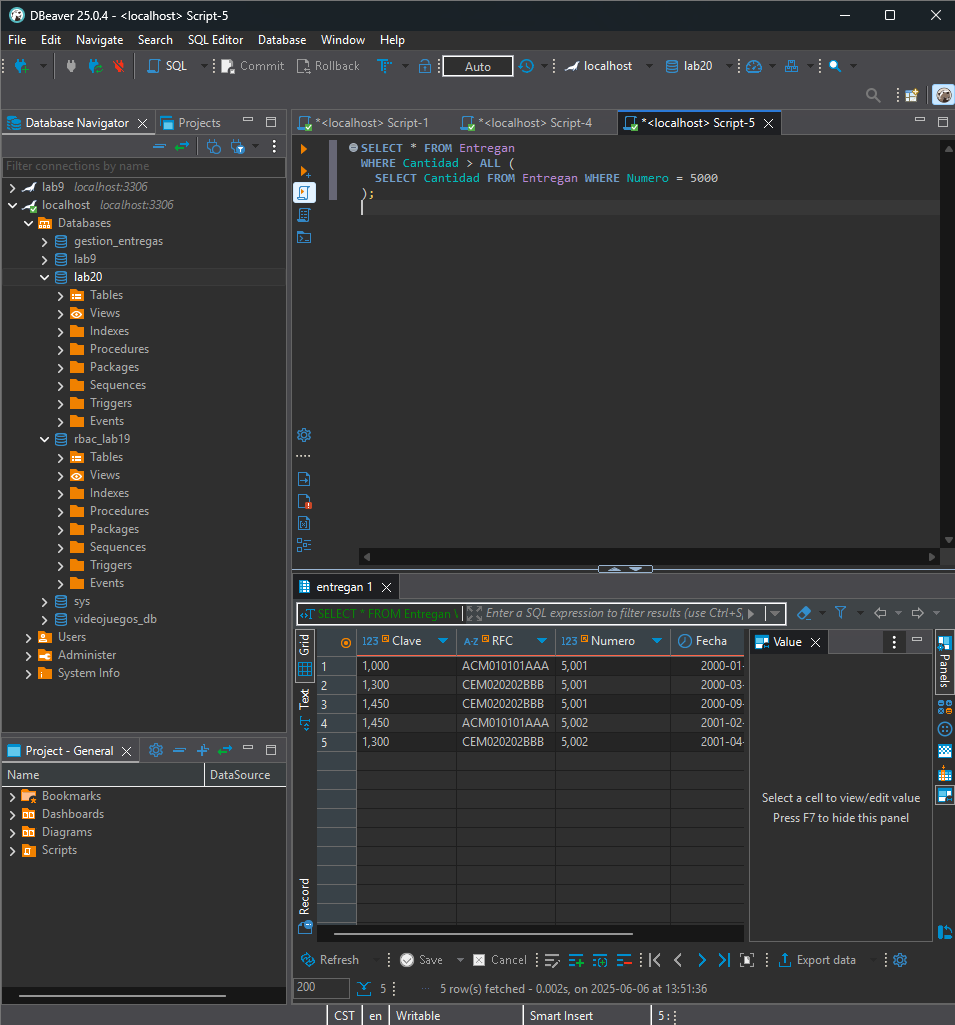 DBeaver 25.0.4 - <localhost> Script-5
File Edit Navigate Search SQL Editor Database Window Help
SQL Commit Rollback Auto localhost lab20
Database Navigator Projects
Filter connections by name
lab9 localhost:3306
localhost localhost:3306
Databases
gestion_entregas
lab9
lab20
Tables
Views
Indexes
Procedures
Packages
Sequences
Triggers
Events
rbac_lab19
Tables
Views
Indexes
Procedures
Packages
Sequences
Triggers
Events
sys
videojuegos_db
Users
Administer
System Info
Project - General
Name DataSource
Bookmarks
Dashboards
Diagrams
Scripts
*<localhost> Script-1 *<localhost> Script-4 *<localhost> Script-5
SELECT * FROM Entregan
WHERE Cantidad > ALL (
SELECT Cantidad FROM Entregan WHERE Numero = 5000
);
entregan 1
SELECT * FROM Entregan Enter a SQL expression to filter results (use Ctrl+S
Grid
Text
Record
123 Clave A-Z RFC 123 Numero Fecha
1 1,000 ACM010101AAA 5,001 2000-01-
2 1,300 CEM020202BBB 5,001 2000-03-
3 1,450 CEM020202BBB 5,001 2000-09-
4 1,450 ACM010101AAA 5,002 2001-02-
5 1,300 CEM020202BBB 5,002 2001-04-
Value
Panels
Select a cell to view/edit value
Press F7 to hide this panel
Refresh Save Cancel Export data
200 5 5 row(s) fetched - 0.002s, on 2025-06-06 at 13:51:36
CST en Writable Smart Insert 5 :